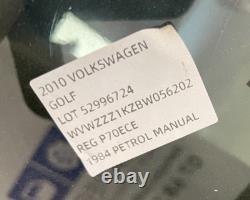 2010 VOLKSWAGEN
GOLF
LOT 52996724
WVWZZZ1KZBW056202
REG P70ECE
1984 PETROL MANUAL